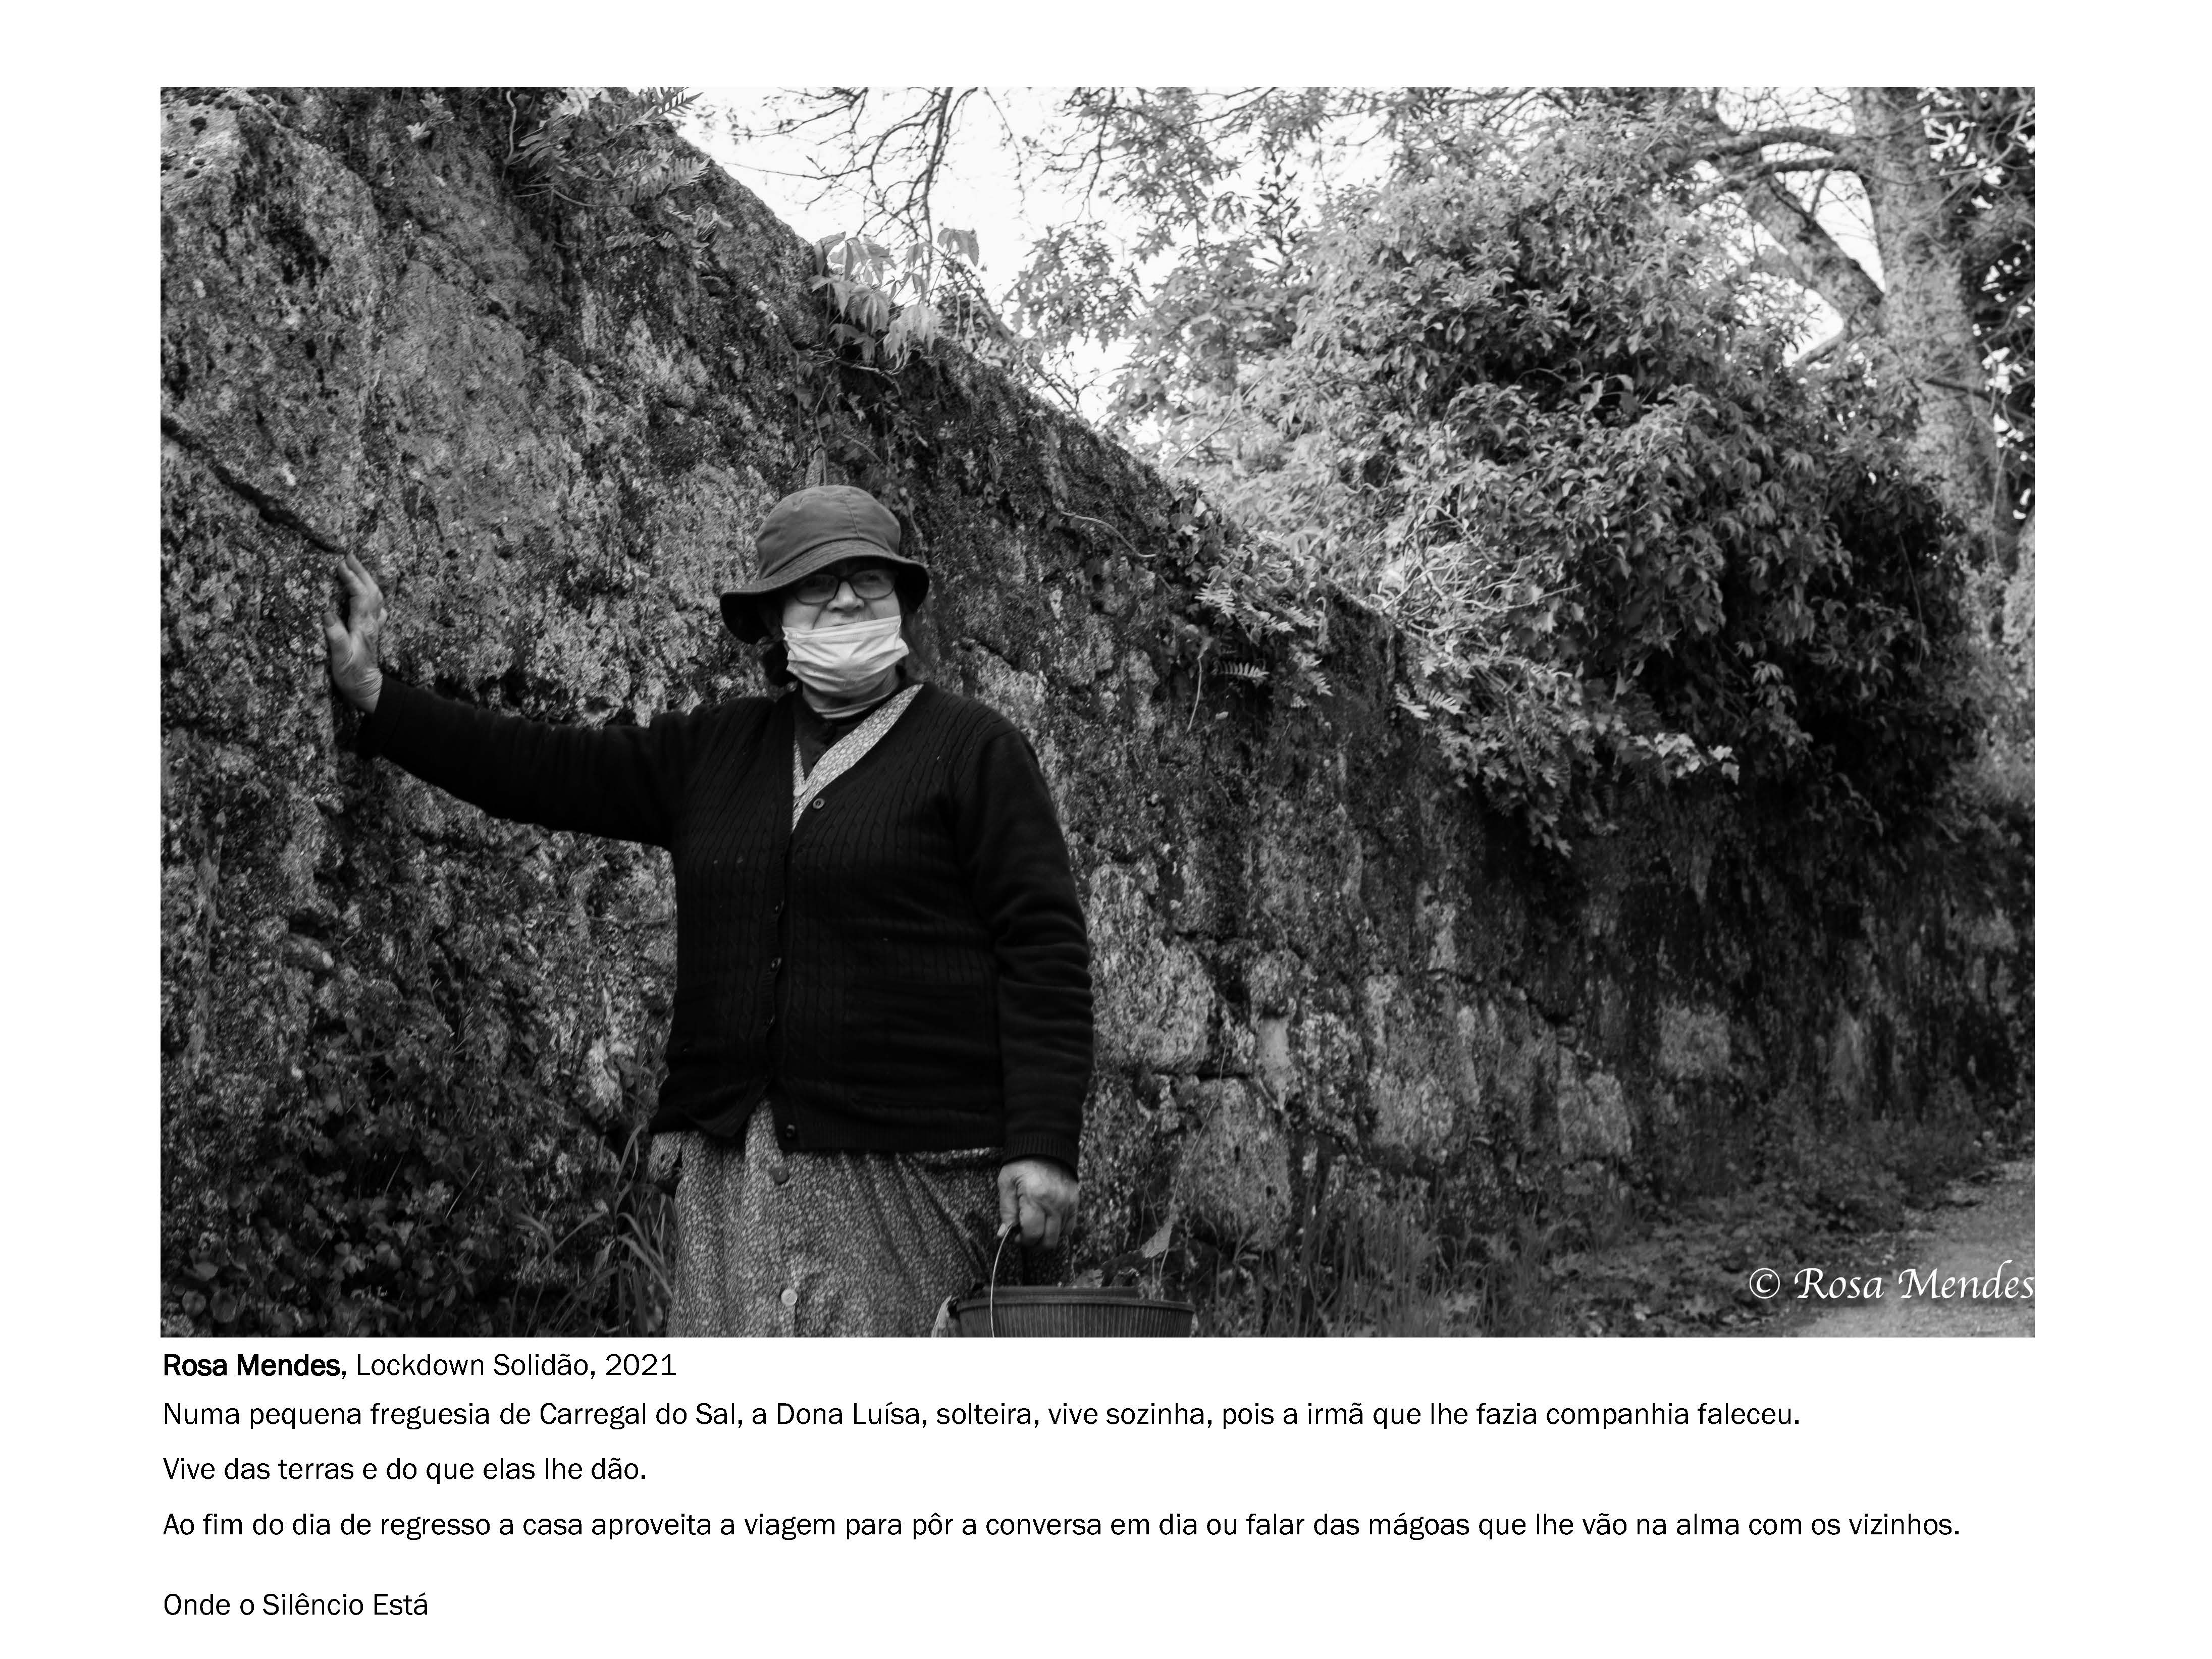 © Rosa Mendes
Rosa Mendes, Lockdown Solidão, 2021
Numa pequena freguesia de Carregal do Sal, a Dona Luísa, solteira, vive sozinha, pois a irmã que lhe fazia companhia faleceu.
Vive das terras e do que elas lhe dão.
Ao fim do dia de regresso a casa aproveita a viagem para pôr a conversa em dia ou falar das mágoas que lhe vão na alma com os vizinhos.
Onde o Silêncio Está